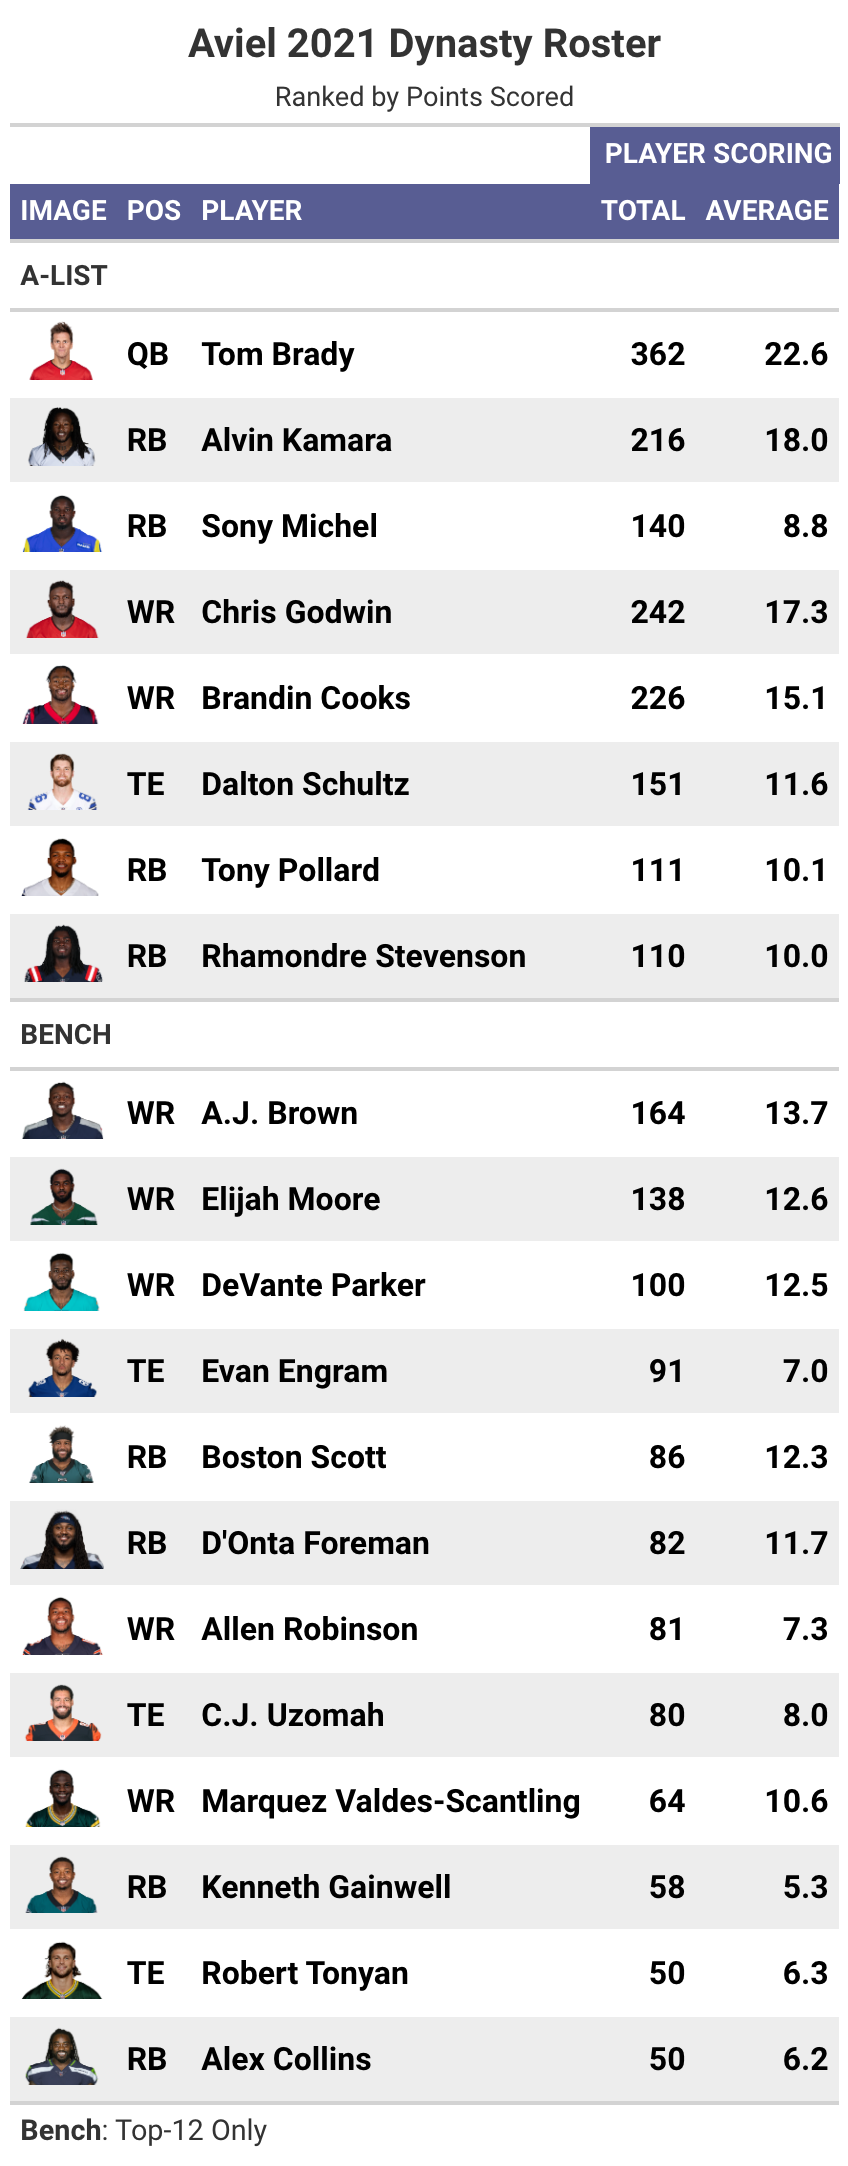 Aviel 2021 Dynasty Roster
Ranked by Points Scored
PLAYER SCORING
IMAGE POS PLAYER TOTAL AVERAGE
A-LIST
QB Tom Brady 362 22.6
RB Alvin Kamara 216 18.0
RB Sony Michel 140 8.8
WR Chris Godwin 242 17.3
WR Brandin Cooks 226 15.1
TE Dalton Schultz 151 11.6
RB Tony Pollard 111 10.1
RB Rhamondre Stevenson 110 10.0
BENCH
WR A.J. Brown 164 13.7
WR Elijah Moore 138 12.6
WR DeVante Parker 100 12.5
TE Evan Engram 91 7.0
RB Boston Scott 86 12.3
RB D'Onta Foreman 82 11.7
WR Allen Robinson 81 7.3
TE C.J. Uzomah 80 8.0
WR Marquez Valdes-Scantling 64 10.6
RB Kenneth Gainwell 58 5.3
TE Robert Tonyan 50 6.3
RB Alex Collins 50 6.2
Bench: Top-12 Only